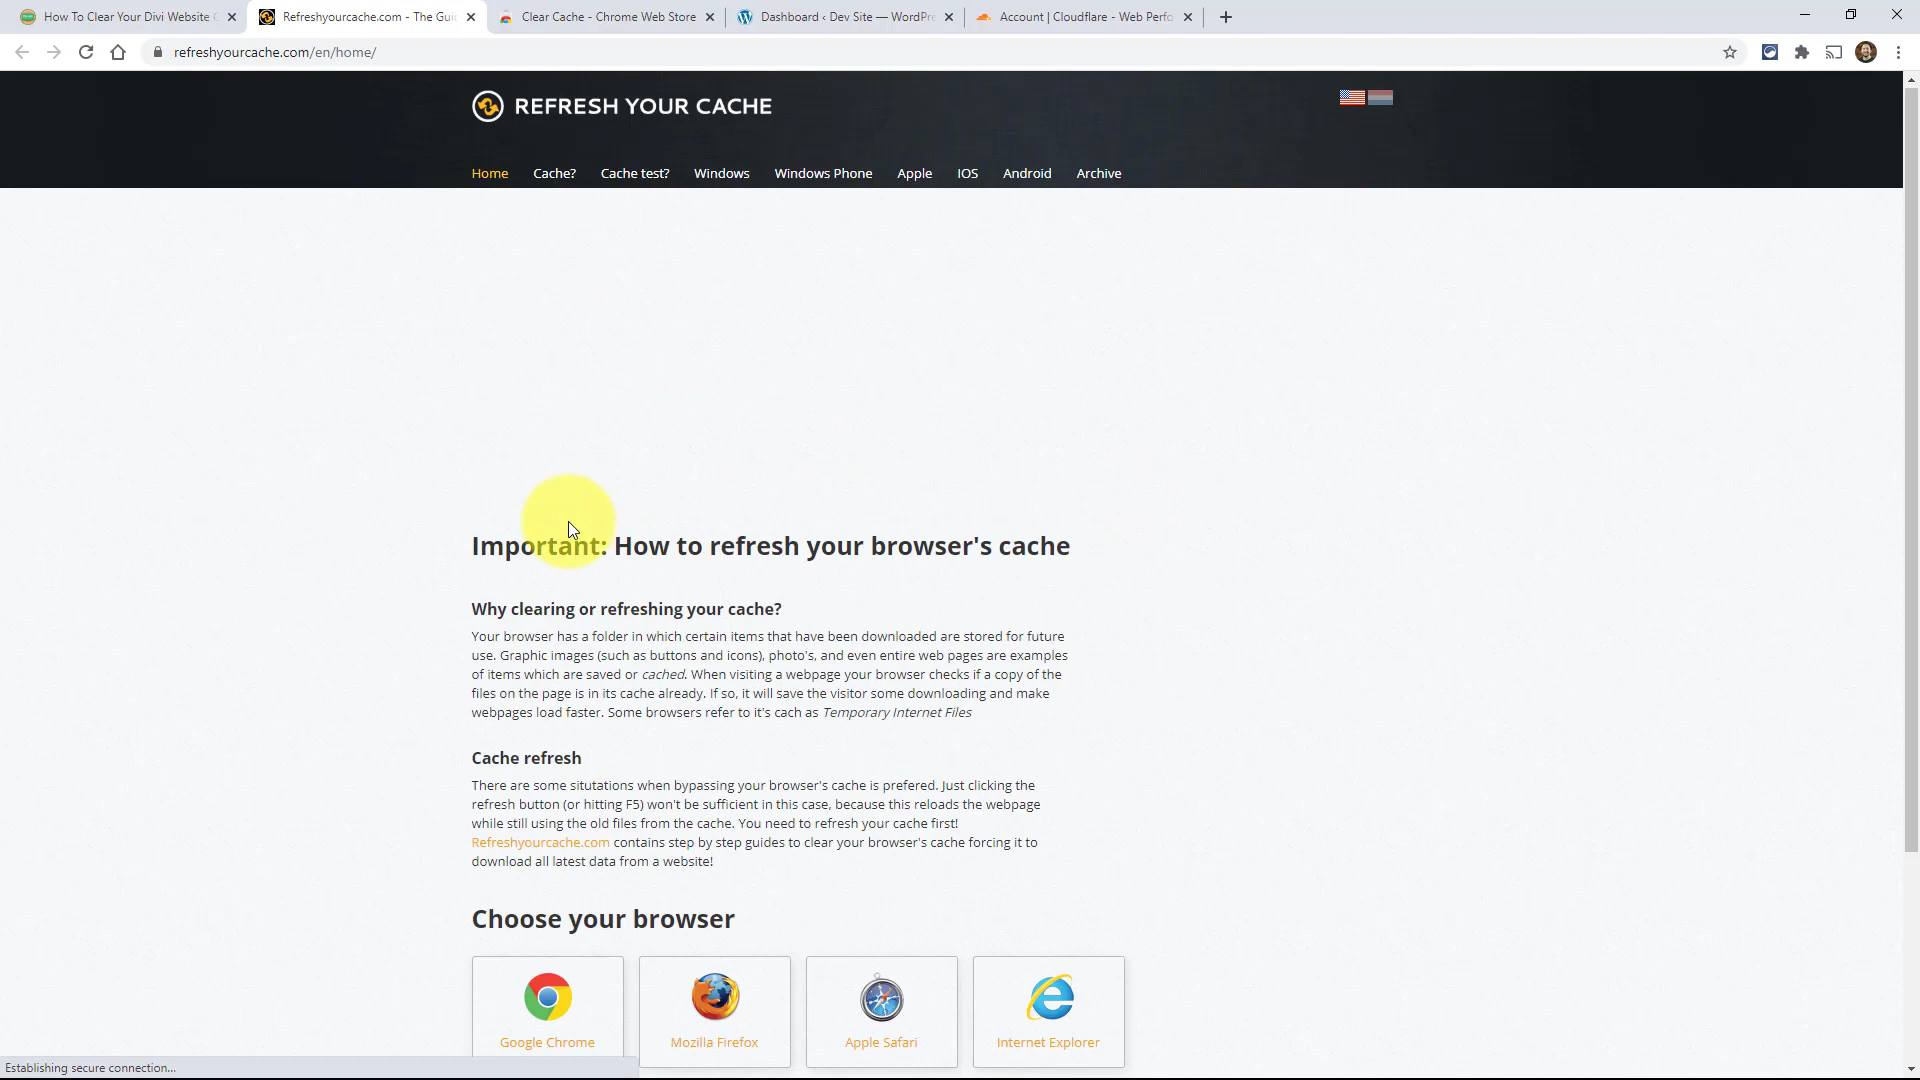 How To Clear Your Divi Website
Refreshyourcache.com - The Gui
Clear Cache - Chrome Web Store
Dashboard ‹ Dev Site — WordPre
Account | Cloudflare - Web Perfo
refreshyourcache.com/en/home/
REFRESH YOUR CACHE
Home Cache? Cache test? Windows Windows Phone Apple IOS Android Archive
Important: How to refresh your browser's cache
Why clearing or refreshing your cache?
Your browser has a folder in which certain items that have been downloaded are stored for future
use. Graphic images (such as buttons and icons), photo's, and even entire web pages are examples
of items which are saved or cached. When visiting a webpage your browser checks if a copy of the
files on the page is in its cache already. If so, it will save the visitor some downloading and make
webpages load faster. Some browsers refer to it's cach as Temporary Internet Files
Cache refresh
There are some situtations when bypassing your browser's cache is prefered. Just clicking the
refresh button (or hitting F5) won't be sufficient in this case, because this reloads the webpage
while still using the old files from the cache. You need to refresh your cache first!
Refreshyourcache.com contains step by step guides to clear your browser's cache forcing it to
download all latest data from a website!
Choose your browser
Google Chrome Mozilla Firefox Apple Safari Internet Explorer
Establishing secure connection...